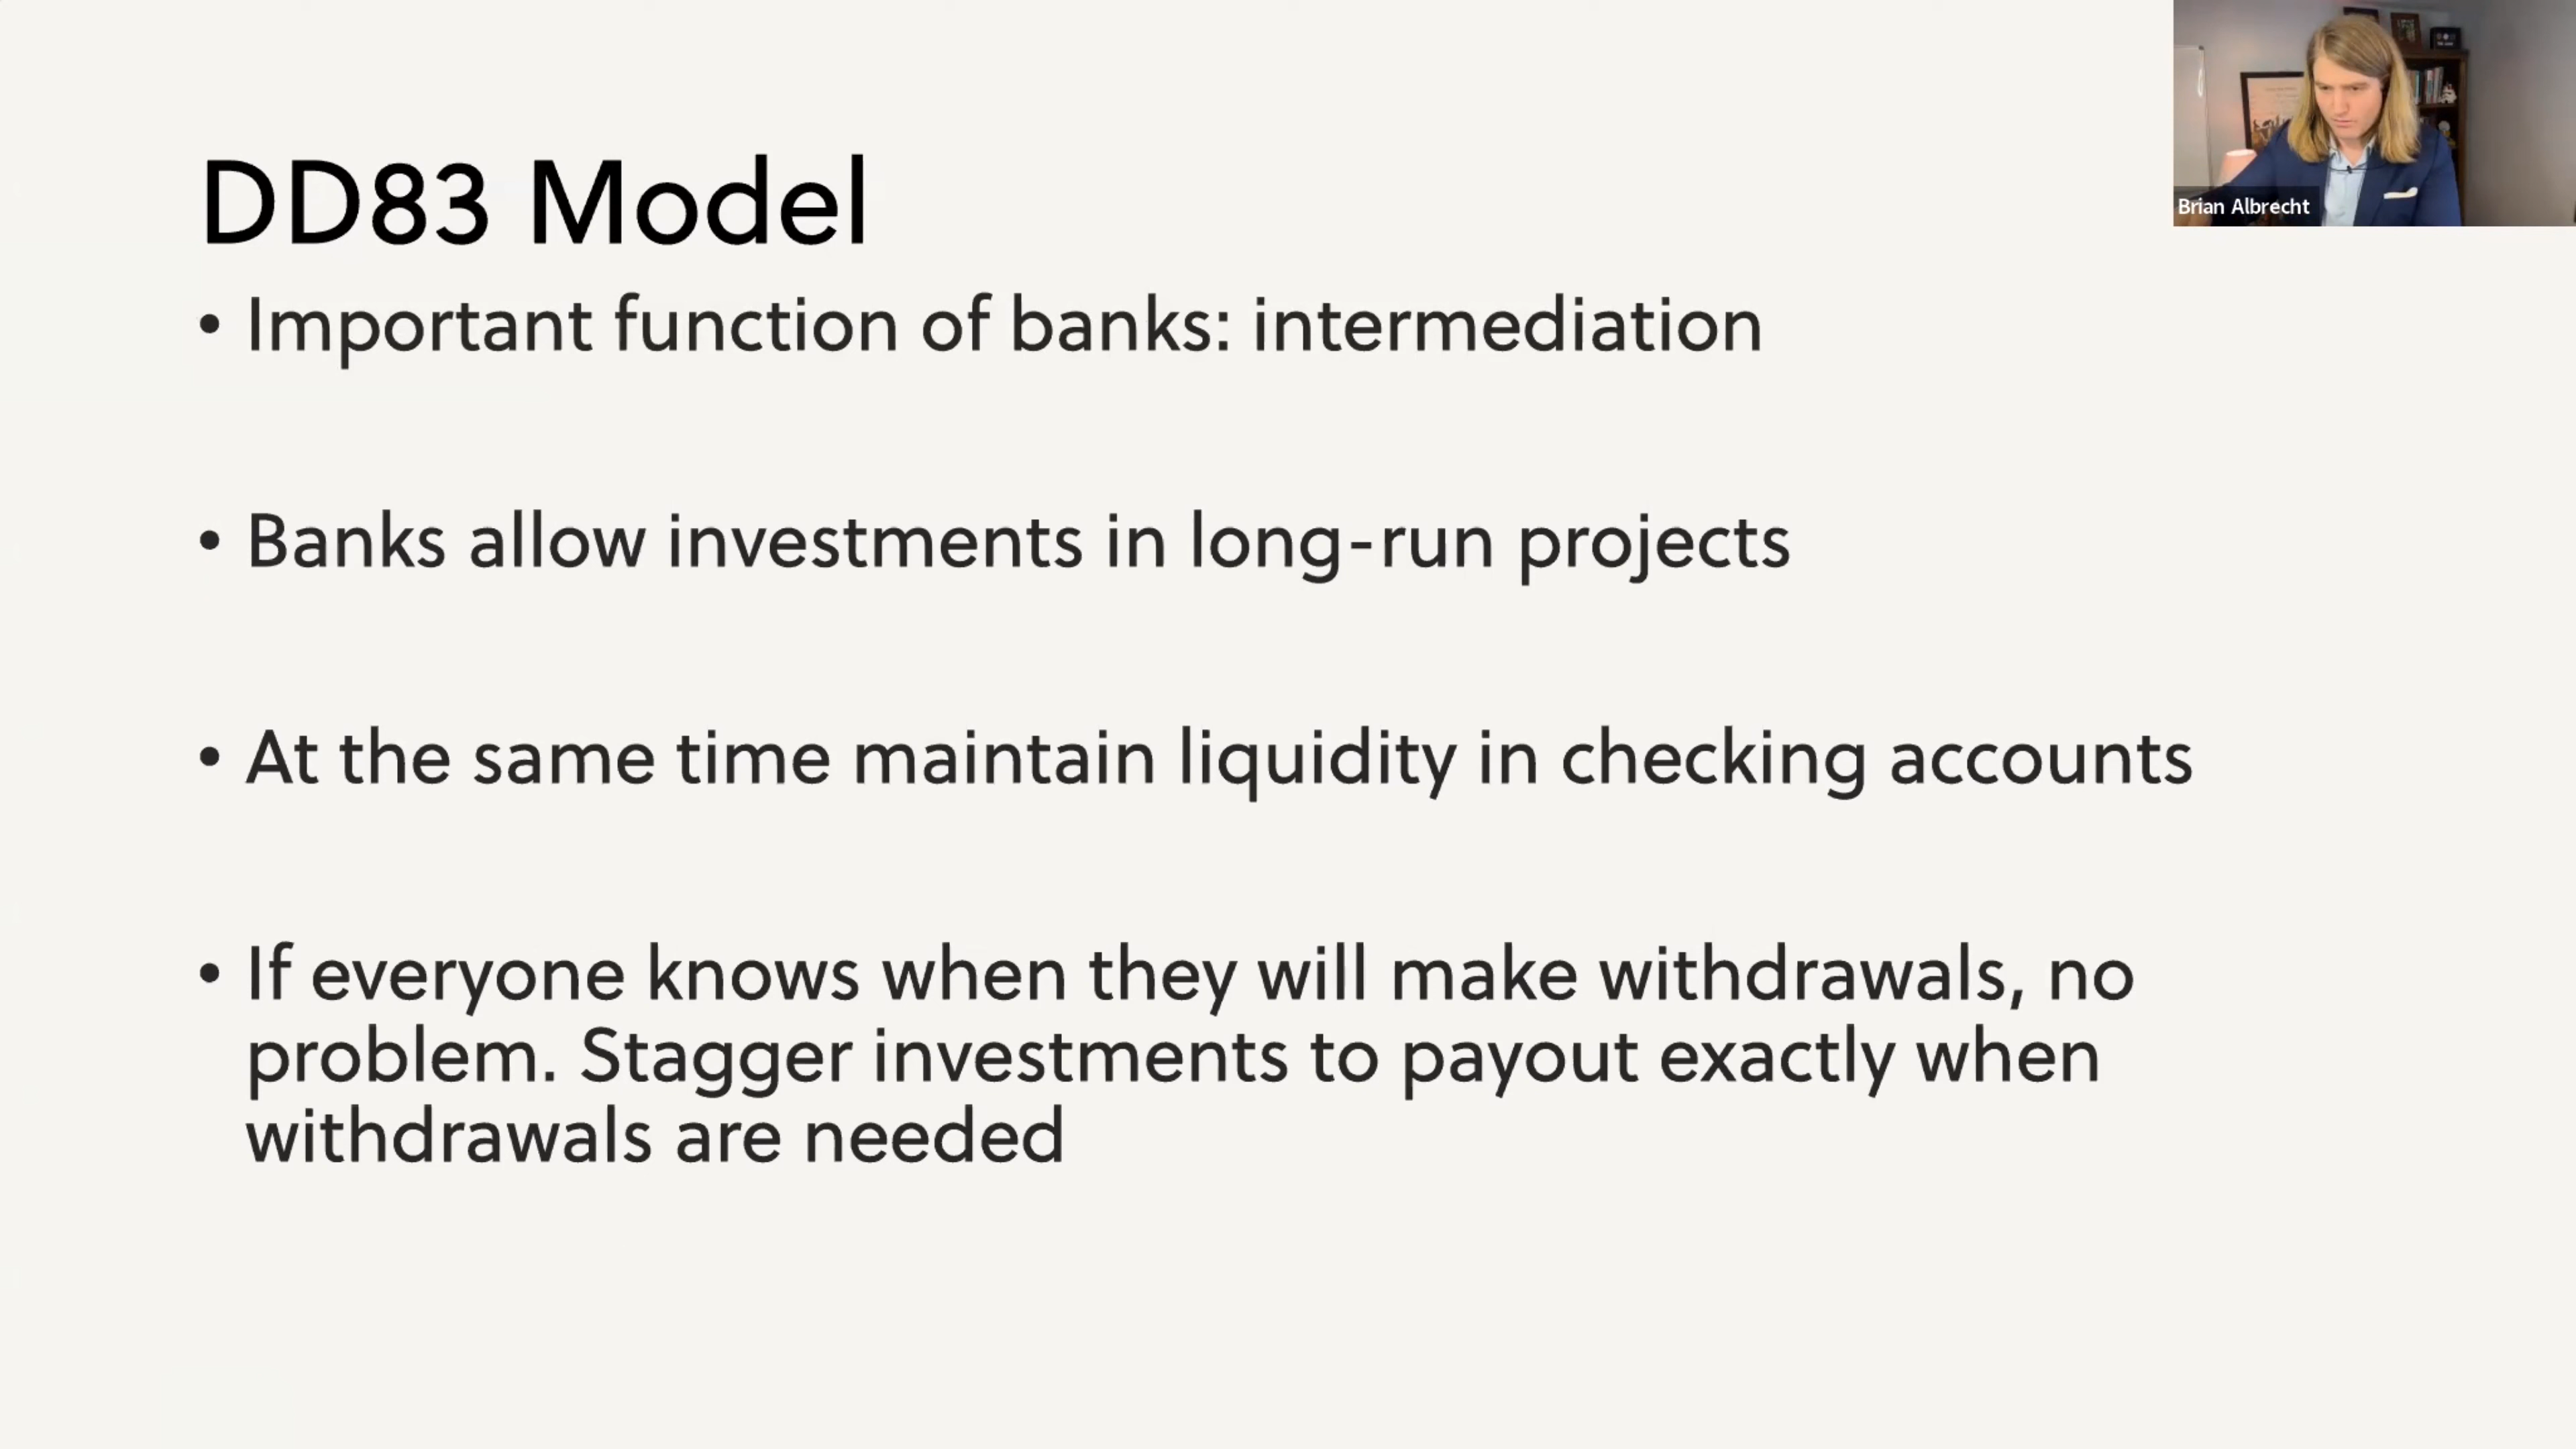 DD83 Model
• Important function of banks: intermediation
• Banks allow investments in long-run projects
• At the same time maintain liquidity in checking accounts
• If everyone knows when they will make withdrawals, no
problem. Stagger investments to payout exactly when
withdrawals are needed
Brian Albrecht